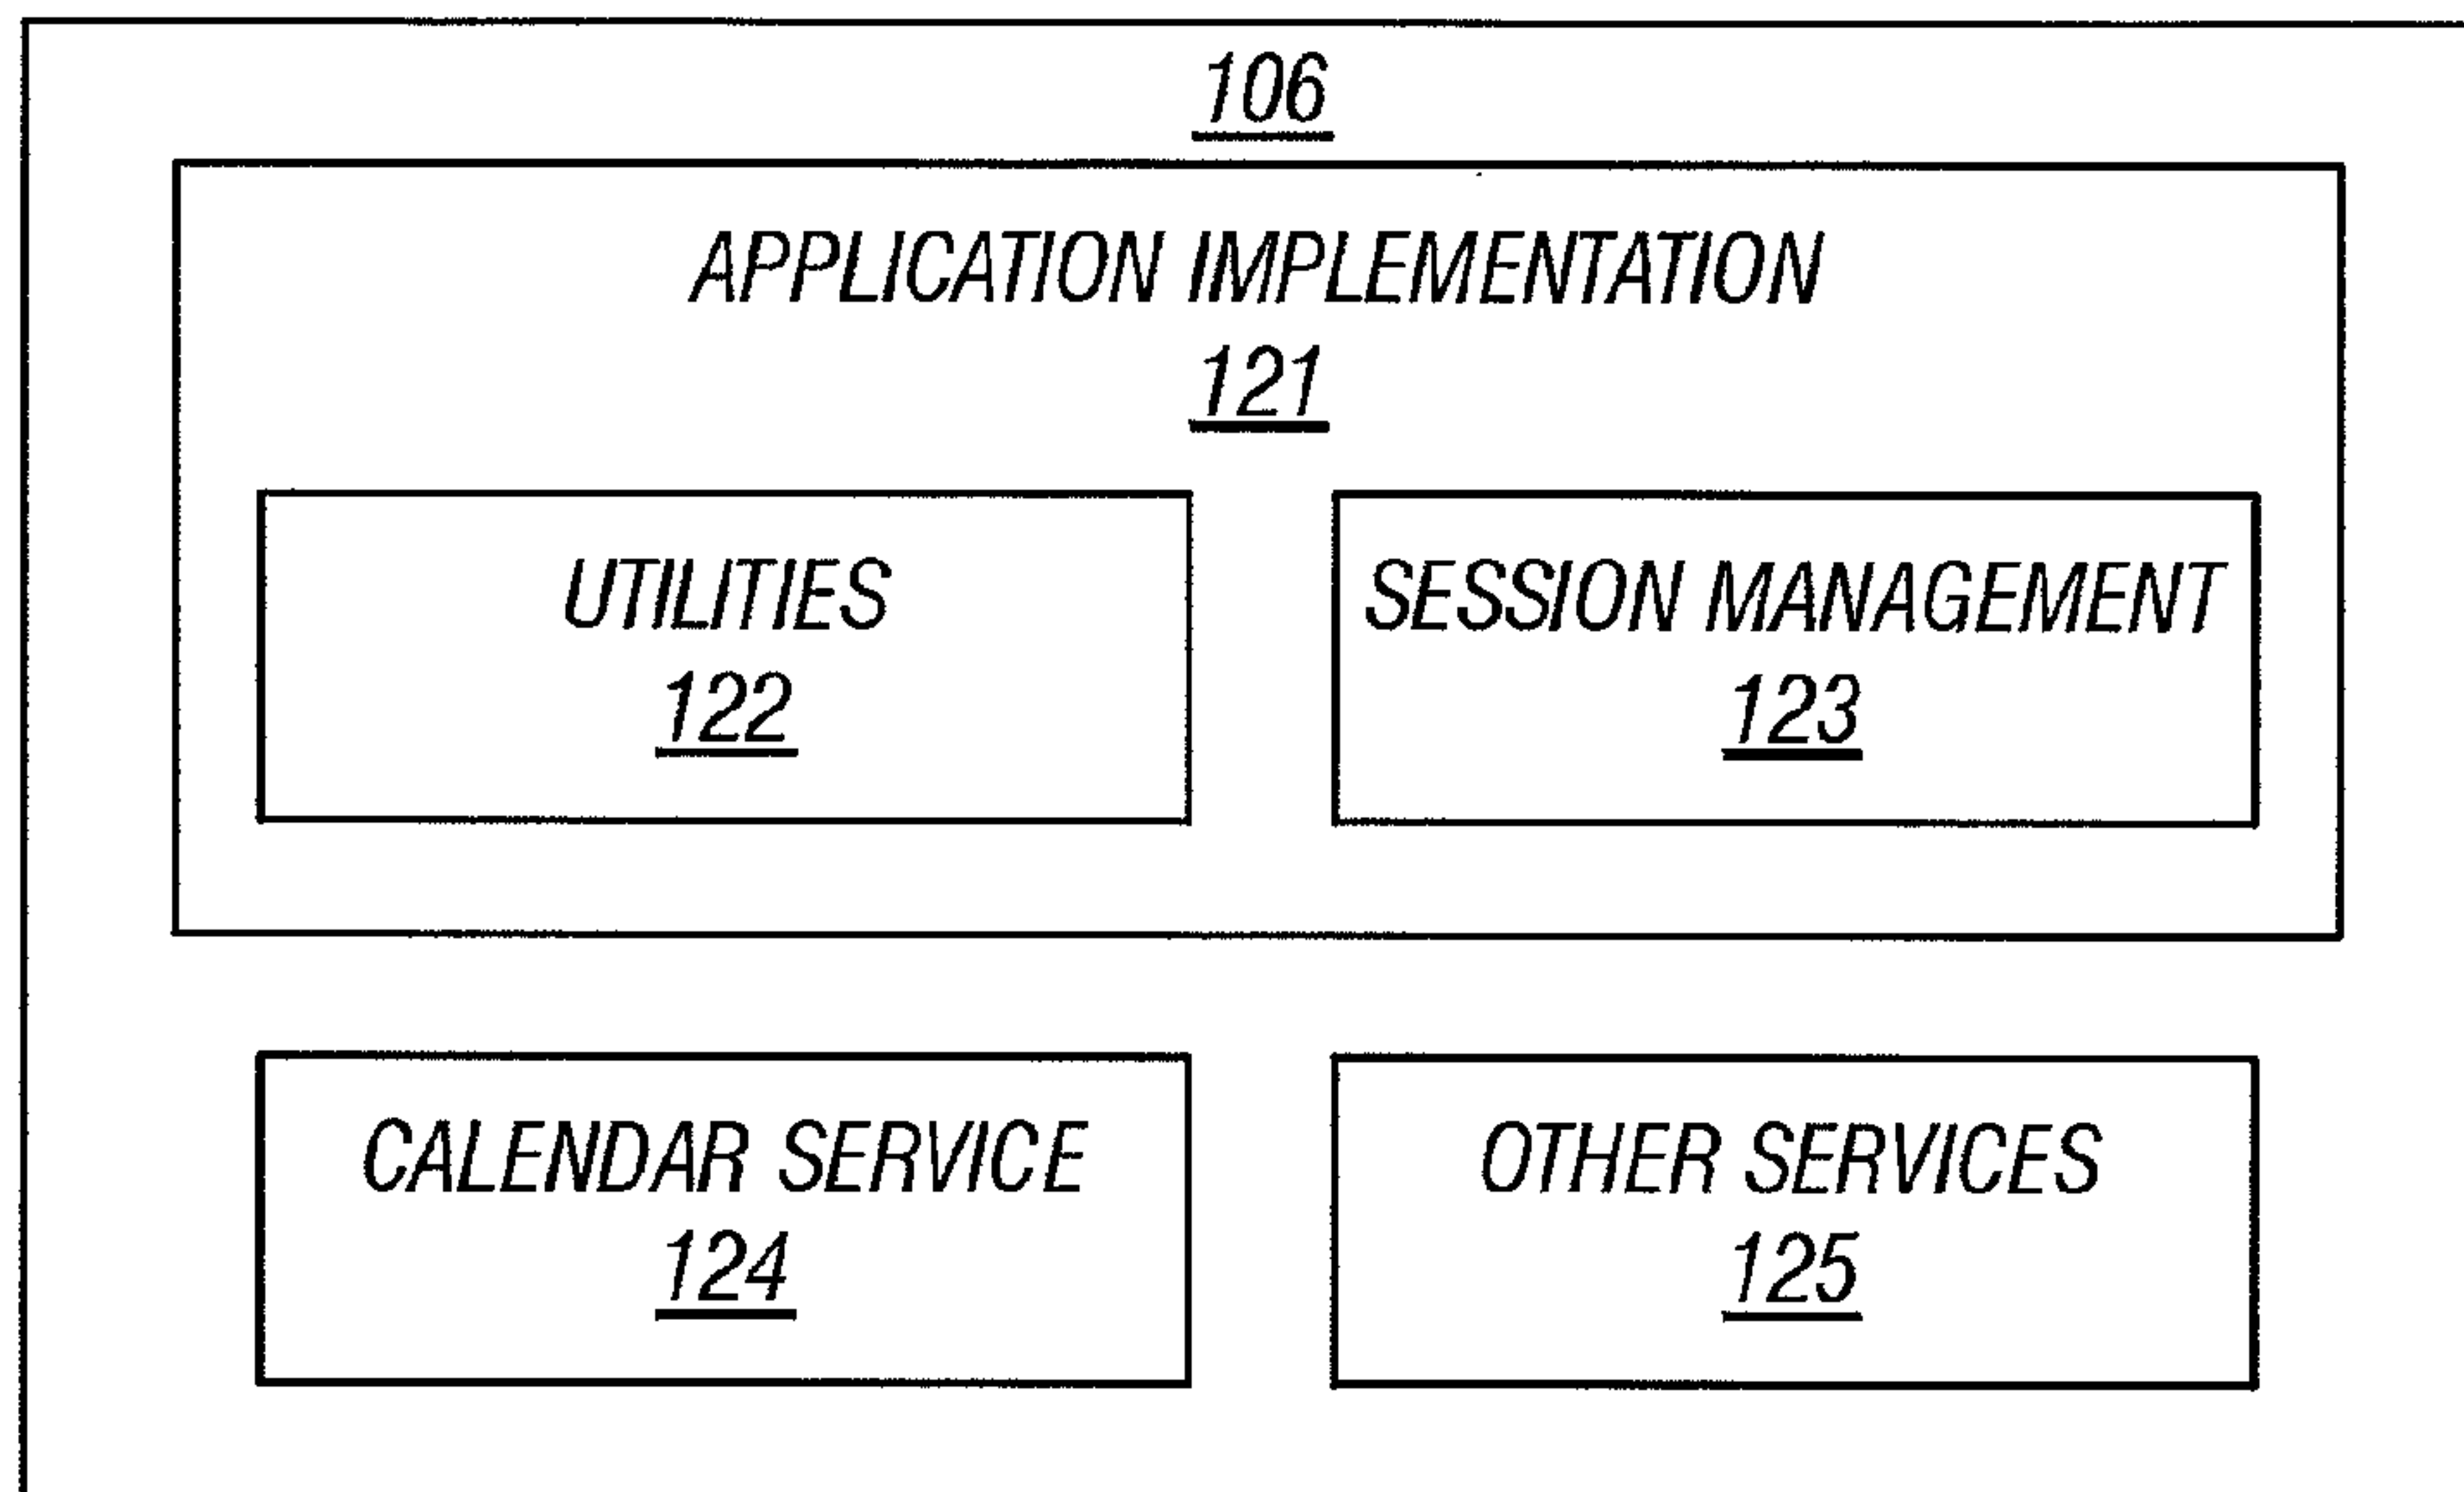 106
APPLICATION IMPLEMENTATION
121
UTILITIES
122
SESSION MANAGEMENT
123
CALENDAR SERVICE
124
OTHER SERVICES
125